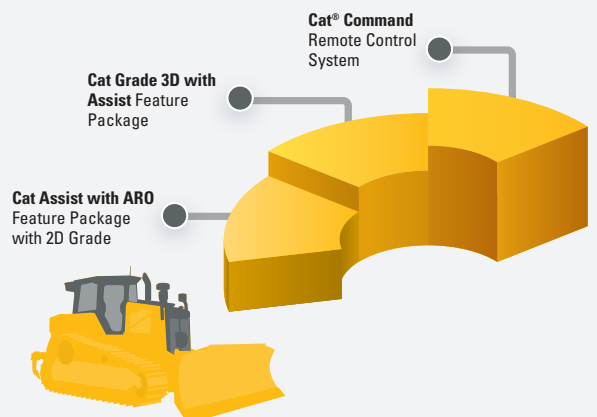 Cat® Command
Remote Control
System
Cat Grade 3D with
Assist Feature
Package
Cat Assist with ARO
Feature Package
with 2D Grade